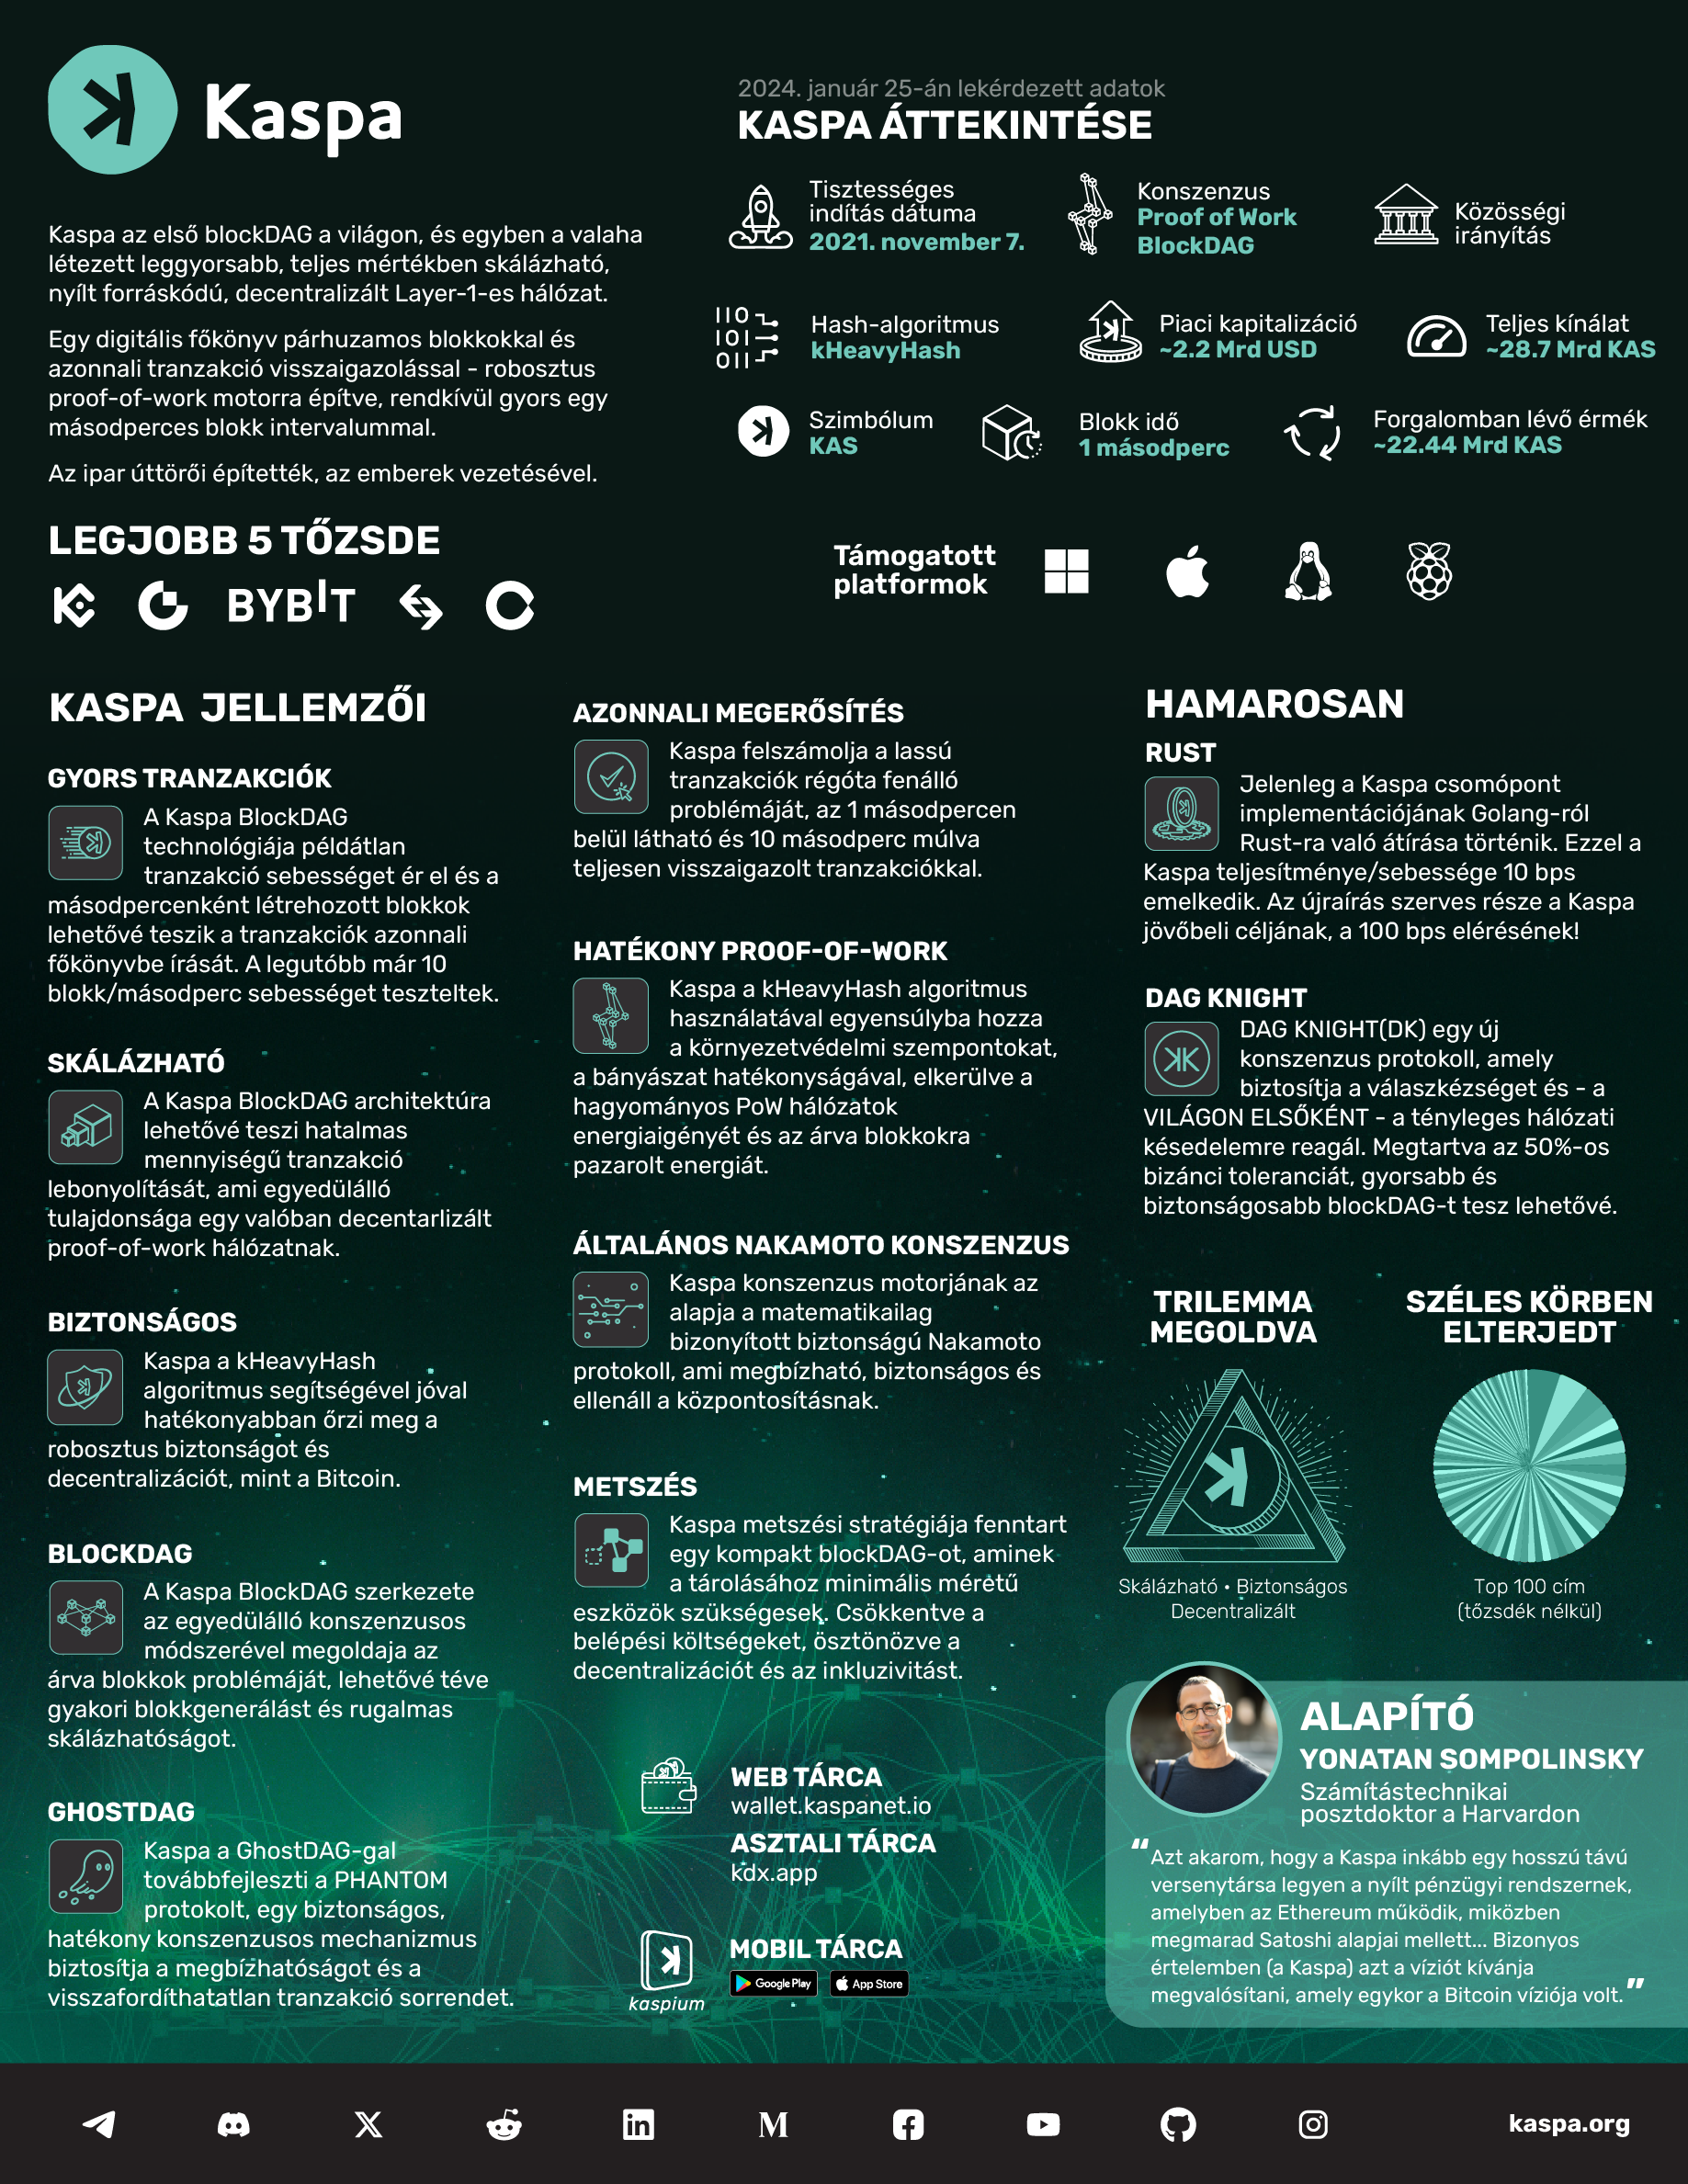 Kaspa
Kaspa az első blockDAG a világon, és egyben a valaha
létezett leggyorsabb, teljes mértékben skálázható,
nyílt forráskódú, decentralizált Layer-1-es hálózat.
Egy digitális főkönyv párhuzamos blokkokkal és
azonnali tranzakció visszaigazolással - robosztus
proof-of-work motorra építve, rendkívül gyors egy
másodperces blokk intervalummal.
Az ipar úttörői építették, az emberek vezetésével.
2024. január 25-án lekérdezett adatok
KASPA ÁTTEKINTÉSE
Tisztességes
indítás dátuma
2021. november 7.
Konszenzus
Proof of Work
BlockDAG
Közösségi
irányítás
110
101
011
Hash-algoritmus
kHeavyHash
Piaci kapitalizáció
~2.2 Mrd USD
Teljes kínálat
~28.7 Mrd KAS
Szimbólum
KAS
Blokk idő
1 másodperc
Forgalomban lévő érmék
~22.44 Mrd KAS
LEGJOBB 5 TŐZSDE
BYBIT
Támogatott
platformok
KASPA JELLEMZŐI
GYORS TRANZAKCIÓK
A Kaspa BlockDAG
technológiája példátlan
tranzakció sebességet ér el és a
másodpercenként létrehozott blokkok
lehetővé teszik a tranzakciók azonnali
főkönyvbe írását. A legutóbb már 10
blokk/másodperc sebességet teszteltek.
SKÁLÁZHATÓ
A Kaspa BlockDAG architektúra
lehetővé teszi hatalmas
mennyiségű tranzakció
lebonyolítását, ami egyedülálló
tulajdonsága egy valóban decentarlizált
proof-of-work hálózatnak.
BIZTONSÁGOS
Kaspa a kHeavyHash
algoritmus segítségével jóval
hatékonyabban őrzi meg a
robosztus biztonságot és
decentralizációt, mint a Bitcoin.
BLOCKDAG
A Kaspa BlockDAG szerkezete
az egyedülálló konszenzusos
módszerével megoldaja az
árva blokkok problémáját, lehetővé téve
gyakori blokkgenerálást és rugalmas
skálázhatóságot.
GHOSTDAG
Kaspa a GhostDAG-gal
továbbfejleszti a PHANTOM
protokolt, egy biztonságos,
hatékony konszenzusos mechanizmus
biztosítja a megbízhatóságot és a
visszafordíthatatlan tranzakció sorrendet.
AZONNALI MEGERŐSÍTÉS
Kaspa felszámolja a lassú
tranzakciók régóta fenálló
problémáját, az 1 másodpercen
belül látható és 10 másodperc múlva
teljesen visszaigazolt tranzakciókkal.
HATÉKONY PROOF-OF-WORK
Kaspa a kHeavyHash algoritmus
használatával egyensúlyba hozza
a környezetvédelmi szempontokat,
a bányászat hatékonyságával, elkerülve a
hagyományos PoW hálózatok
energiaigényét és az árva blokkokra
pazarolt energiát.
ÁLTALÁNOS NAKAMOTO KONSZENZUS
Kaspa konszenzus motorjának az
alapja a matematikailag
bizonyított biztonságú Nakamoto
protokoll, ami megbízható, biztonságos és
ellenáll a központosításnak.
METSZÉS
Kaspa metszési stratégiája fenntart
egy kompakt blockDAG-ot, aminek
a tárolásához minimális méretű
eszközök szükségesek. Csökkentve a
belépési költségeket, ösztönözve a
decentralizációt és az inkluzivitást.
WEB TÁRCA
wallet.kaspanet.io
ASZTALI TÁRCA
kdx.app
kaspium
MOBIL TÁRCA
Google Play
App Store
HAMAROSAN
RUST
Jelenleg a Kaspa csomópont
implementációjának Golang-ról
Rust-ra való átírása történik. Ezzel a
Kaspa teljesítménye/sebessége 10 bps
emelkedik. Az újraírás szerves része a Kaspa
jövőbeli céljának, a 100 bps elérésének!
DAG KNIGHT
DAG KNIGHT(DK) egy új
konszenzus protokoll, amely
biztosítja a válaszkézséget és - a
VILÁGON ELSŐKÉNT - a tényleges hálózati
késedelemre reagál. Megtartva az 50%-os
bizánci toleranciát, gyorsabb és
biztonságosabb blockDAG-t tesz lehetővé.
TRILEMMA
MEGOLDVA
Skálázható • Biztonságos
Decentralizált
SZÉLES KÖRBEN
ELTERJEDT
Top 100 cím
(tőzsdék nélkül)
ALAPÍTÓ
YONATAN SOMPOLINSKY
Számítástechnikai
posztdoktor a Harvardon
“Azt akarom, hogy a Kaspa inkább egy hosszú távú
versenytársa legyen a nyílt pénzügyi rendszernek,
amelyben az Ethereum működik, miközben
megmarad Satoshi alapjai mellett... Bizonyos
értelemben (a Kaspa) azt a víziót kívánja
megvalósítani, amely egykor a Bitcoin víziója volt.”
kaspa.org